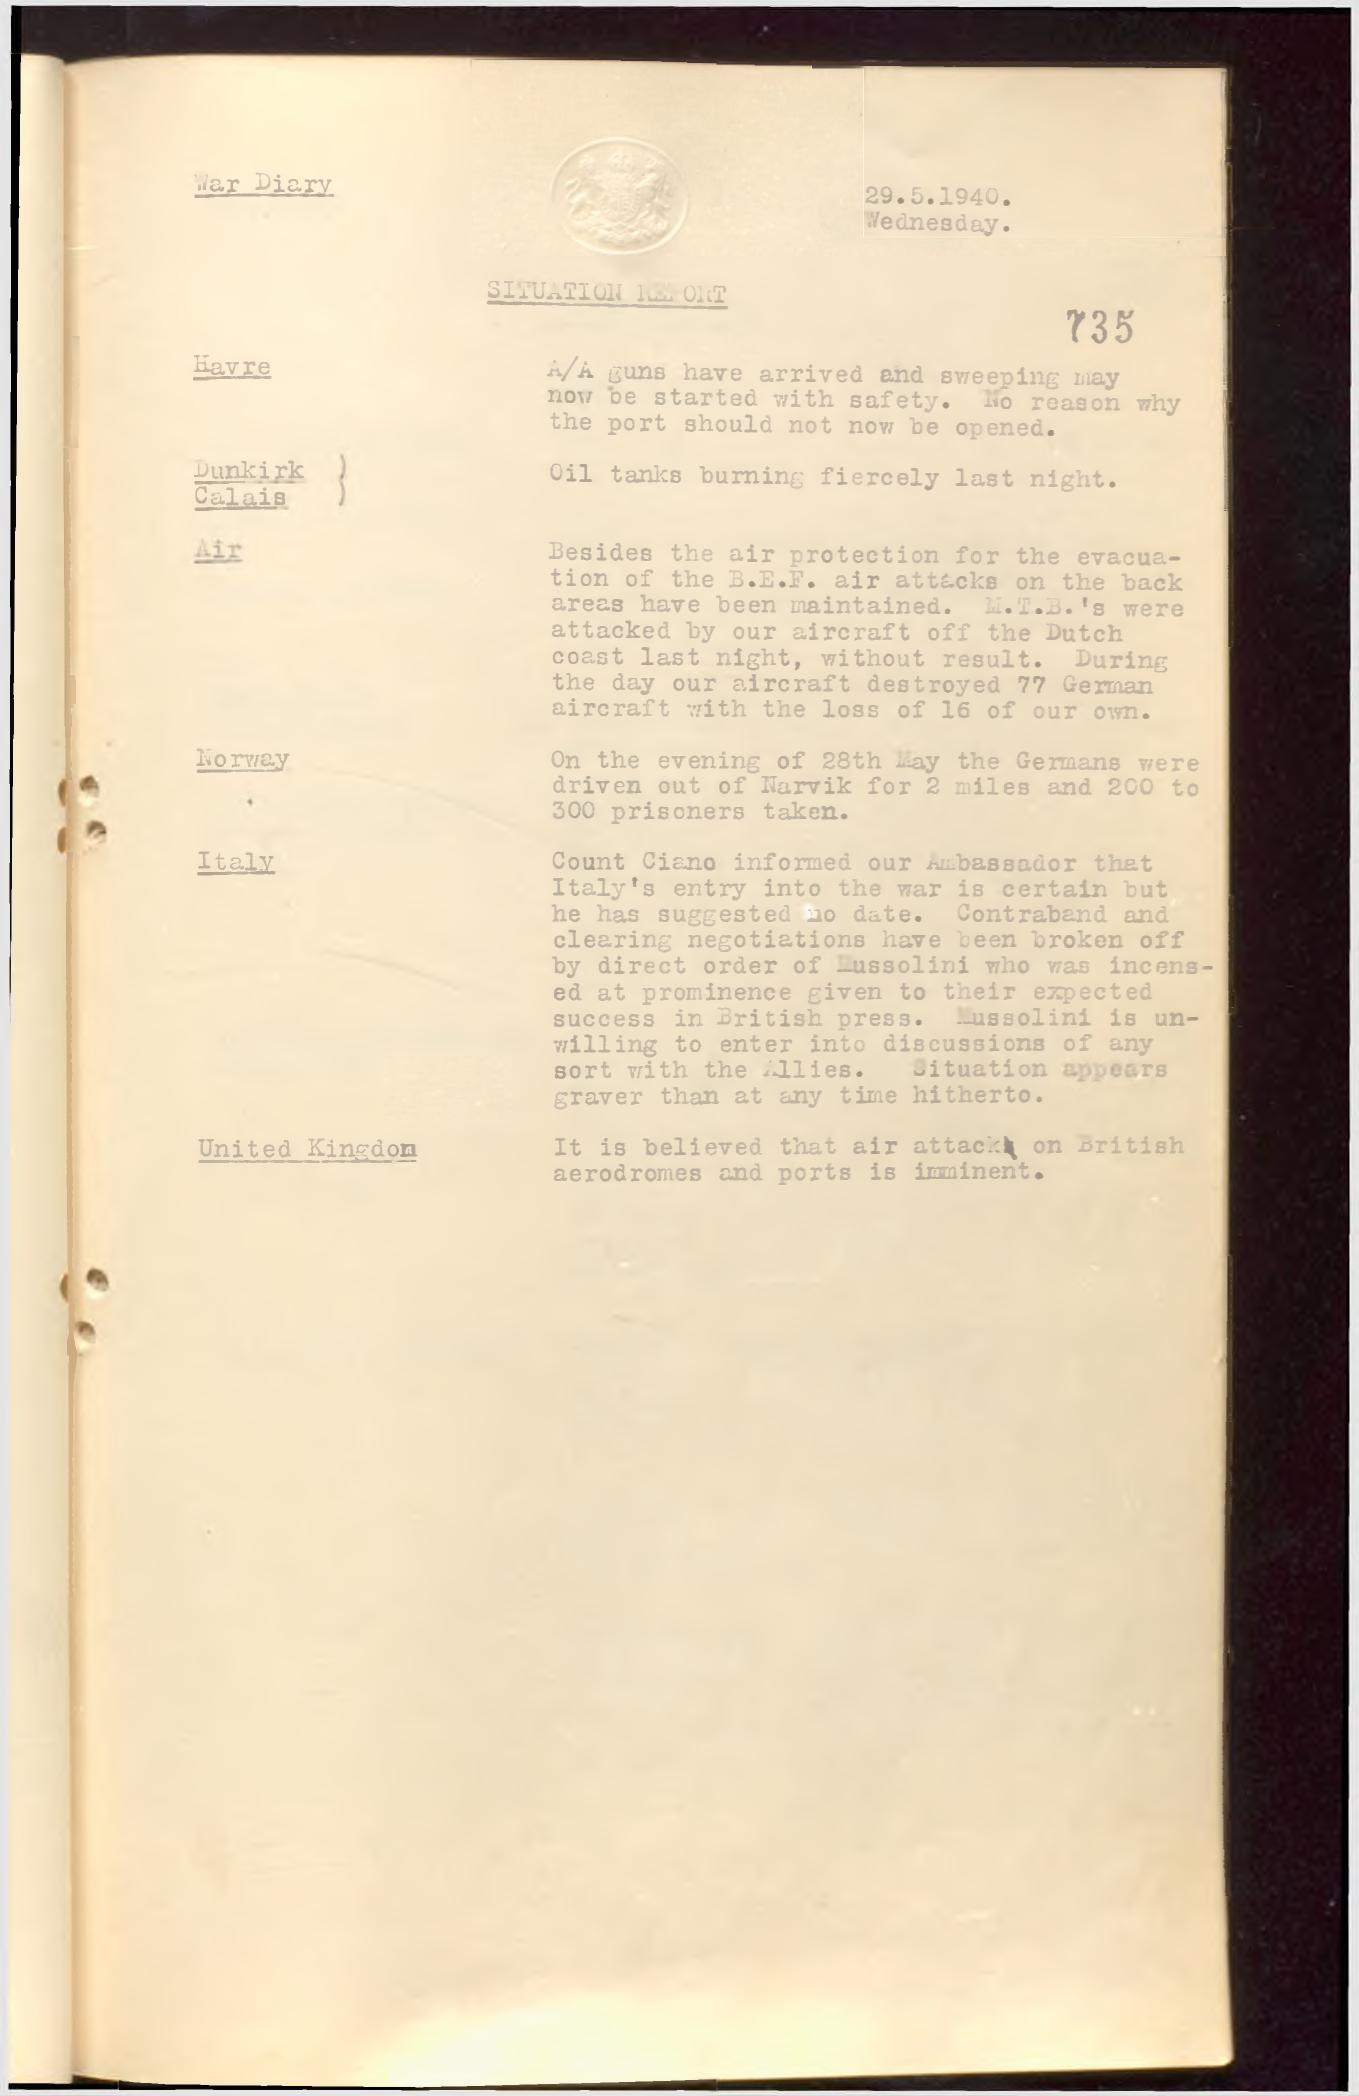 War Diary
29.5.1940.
Wednesday.
SITUATION REPORT
735
Havre
A/A guns have arrived and sweeping may
now be started with safety. No reason why
the port should not now be opened.
Dunkirk )
Calais )
Oil tanks burning fiercely last night.
Air
Besides the air protection for the evacua-
tion of the B.E.F. air attacks on the back
areas have been maintained. M.T.B.'s were
attacked by our aircraft off the Dutch
coast last night, without result. During
the day our aircraft destroyed 77 German
aircraft with the loss of 16 of our own.
Norway
On the evening of 28th May the Germans were
driven out of Narvik for 2 miles and 200 to
300 prisoners taken.
Italy
Count Ciano informed our Ambassador that
Italy's entry into the war is certain but
he has suggested no date. Contraband and
clearing negotiations have been broken off
by direct order of Mussolini who was incens-
ed at prominence given to their expected
success in British press. Mussolini is un-
willing to enter into discussions of any
sort with the Allies. Situation appears
graver than at any time hitherto.
United Kingdom
It is believed that air attack on British
aerodromes and ports is imminent.